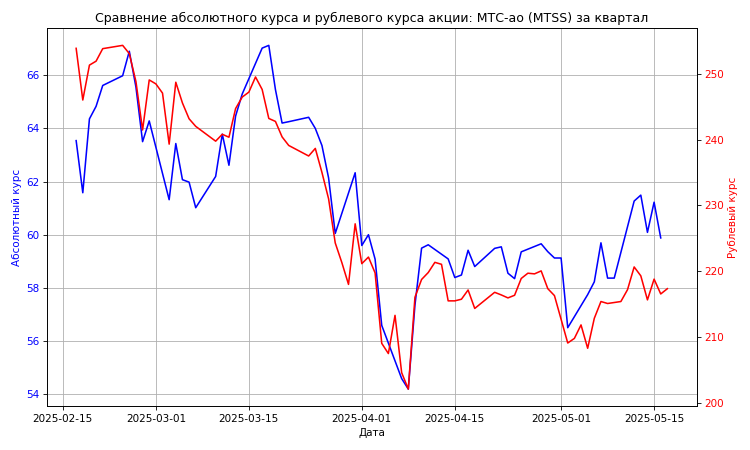 Сравнение абсолютного курса и рублевого курса акции: МТС-ао (MTSS) за квартал
66
64
62
60
58
56
54
Абсолютный курс
250
240
230
220
210
200
Рублевый курс
2025-02-15 2025-03-01 2025-03-15 2025-04-01 2025-04-15 2025-05-01 2025-05-15
Дата